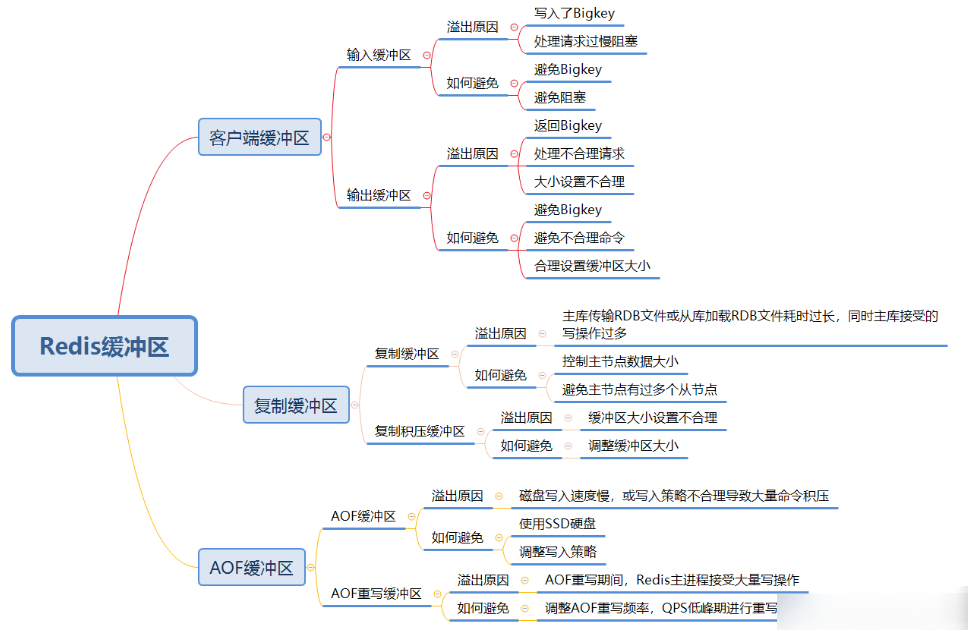 Redis缓冲区
客户端缓冲区
输入缓冲区
溢出原因
写入了Bigkey
处理请求过慢阻塞
如何避免
避免Bigkey
避免阻塞
输出缓冲区
溢出原因
返回Bigkey
处理不合理请求
大小设置不合理
如何避免
避免Bigkey
避免不合理命令
合理设置缓冲区大小
复制缓冲区
复制缓冲区
溢出原因
主库传输RDB文件或从库加载RDB文件耗时过长，同时主库接受的
写操作过多
如何避免
控制主节点数据大小
避免主节点有过多个从节点
复制积压缓冲区
溢出原因
缓冲区大小设置不合理
如何避免
调整缓冲区大小
AOF缓冲区
AOF缓冲区
溢出原因
磁盘写入速度慢，或写入策略不合理导致大量命令积压
如何避免
使用SSD硬盘
调整写入策略
AOF重写缓冲区
溢出原因
AOF重写期间，Redis主进程接受大量写操作
如何避免
调整AOF重写频率，QPS低峰期进行重写